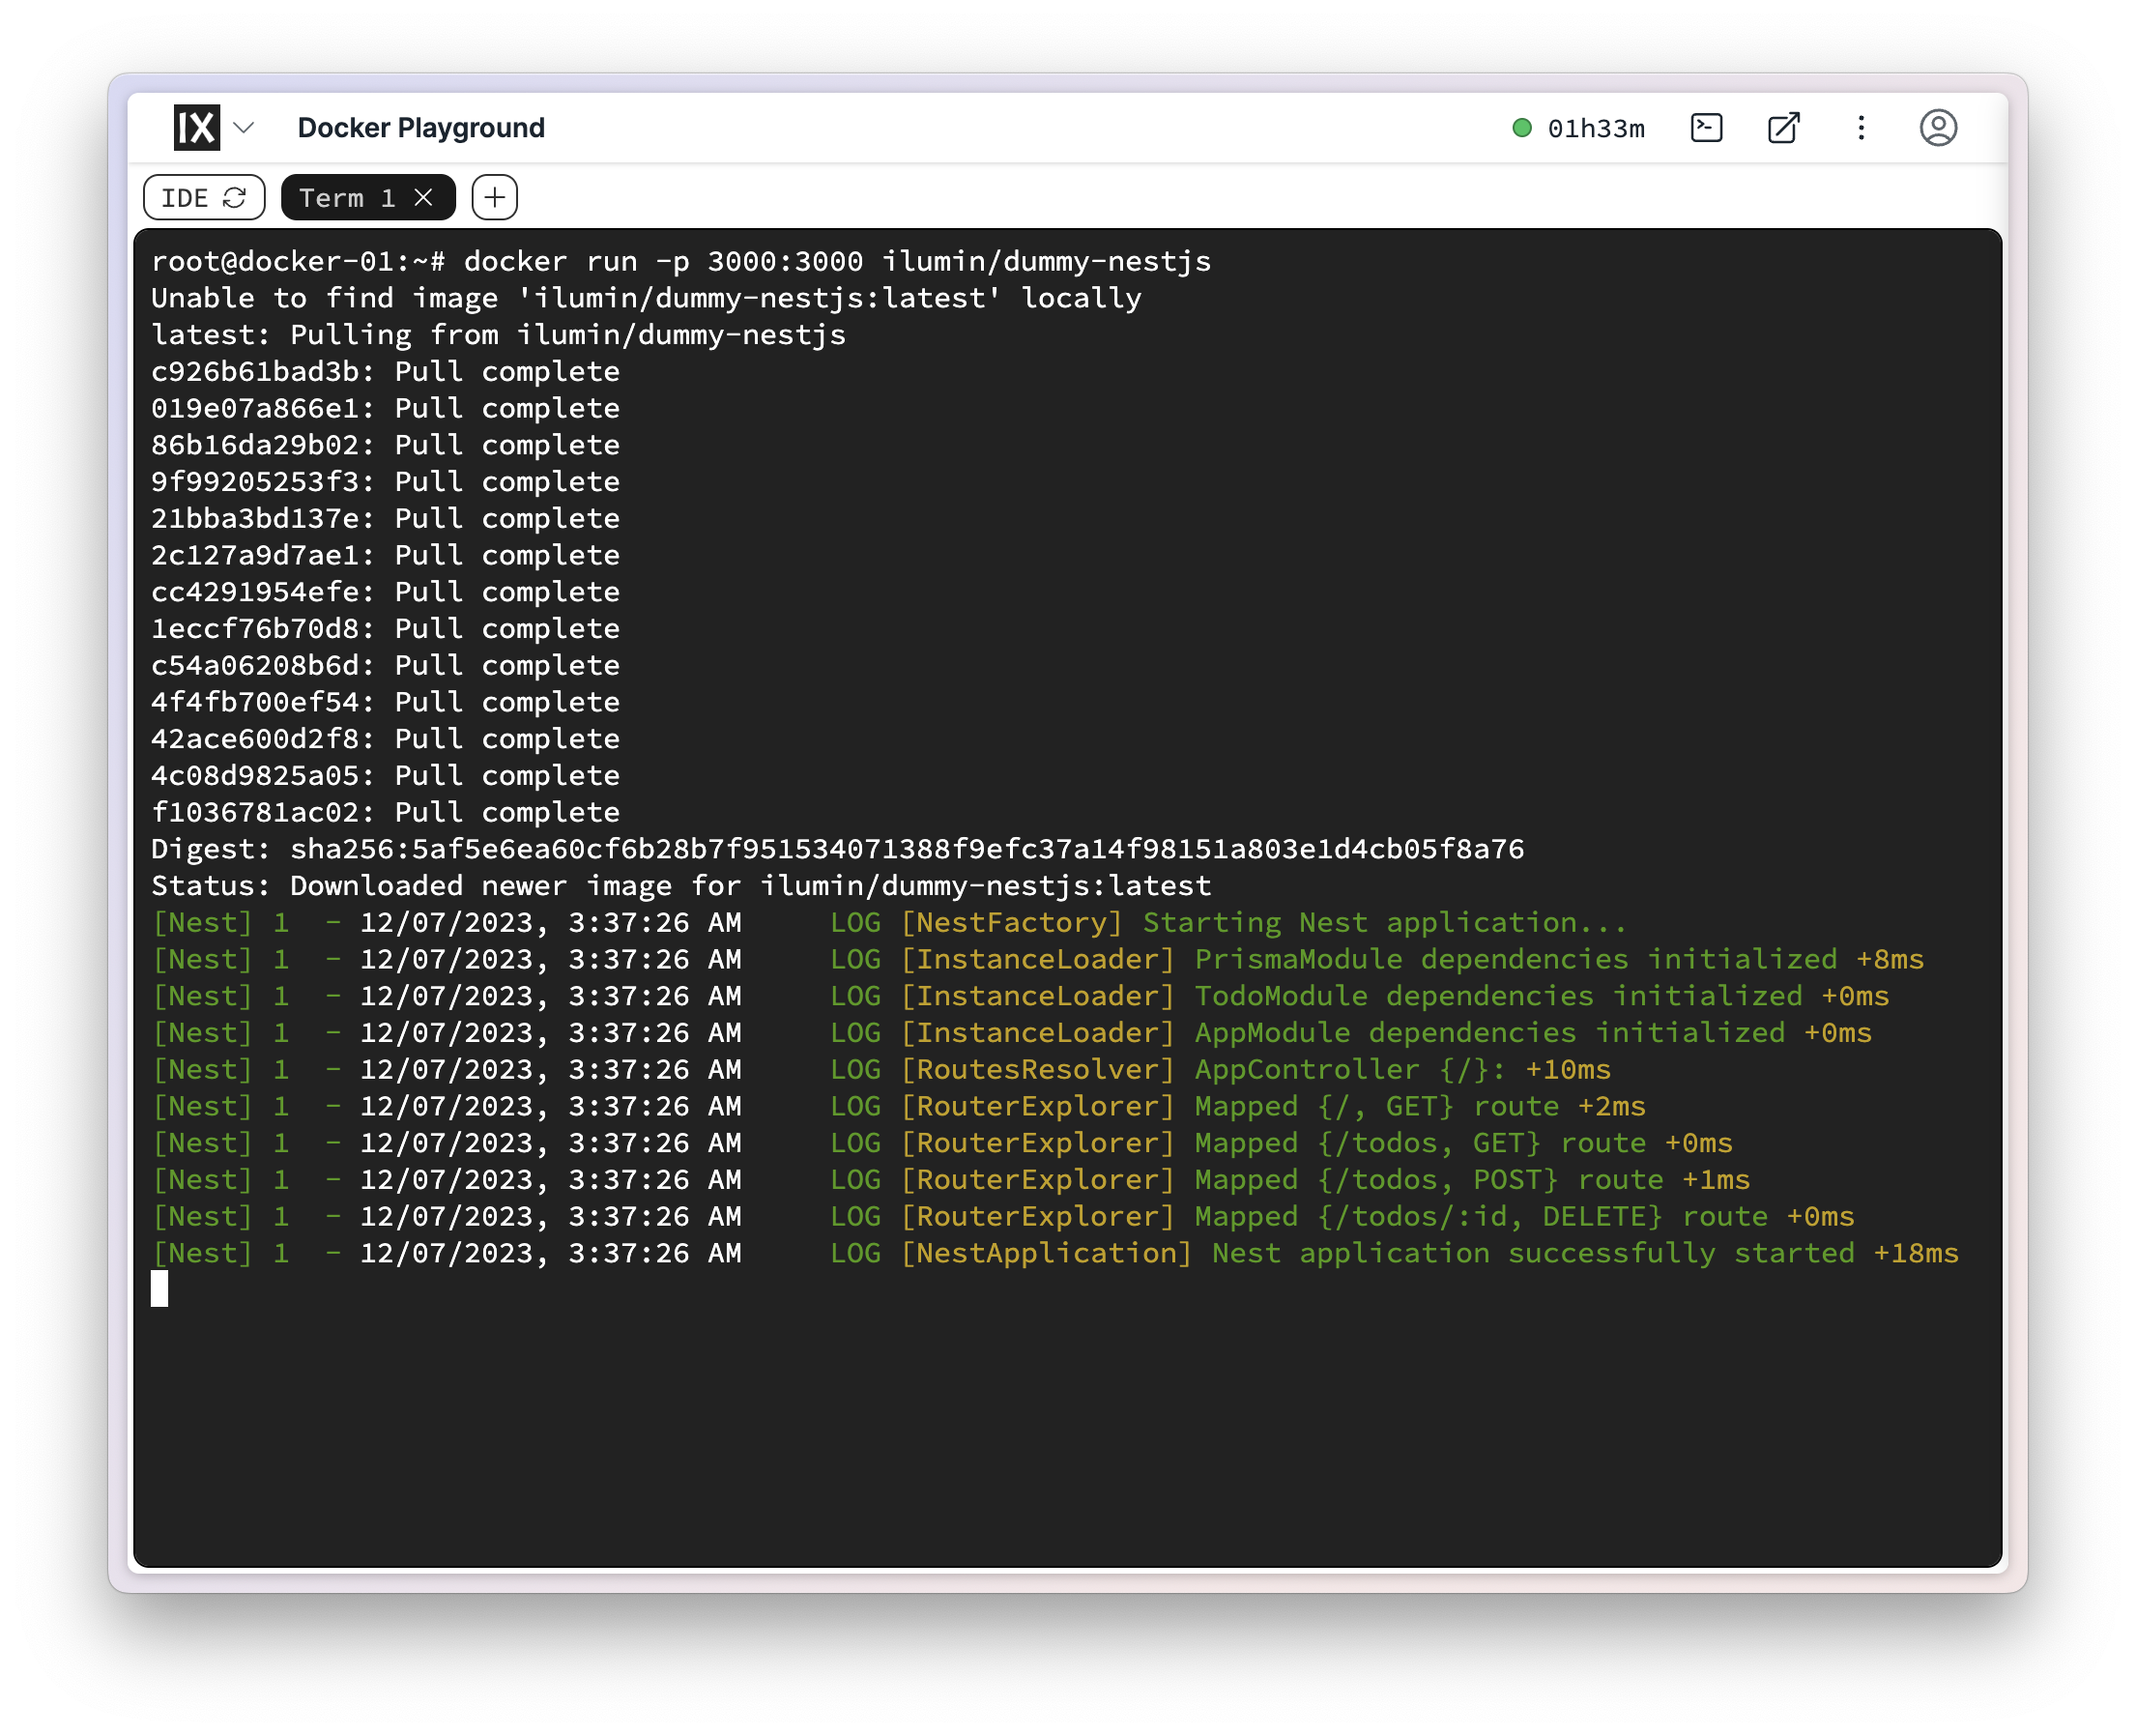 IX Docker Playground 01h33m
IDE Term 1
root@docker-01:~# docker run -p 3000:3000 ilumin/dummy-nestjs
Unable to find image 'ilumin/dummy-nestjs:latest' locally
latest: Pulling from ilumin/dummy-nestjs
c926b61bad3b: Pull complete
019e07a866e1: Pull complete
86b16da29b02: Pull complete
9f99205253f3: Pull complete
21bba3bd137e: Pull complete
2c127a9d7ae1: Pull complete
cc4291954efe: Pull complete
1eccf76b70d8: Pull complete
c54a06208b6d: Pull complete
4f4fb700ef54: Pull complete
42ace600d2f8: Pull complete
4c08d9825a05: Pull complete
f1036781ac02: Pull complete
Digest: sha256:5af5e6ea60cf6b28b7f951534071388f9efc37a14f98151a803e1d4cb05f8a76
Status: Downloaded newer image for ilumin/dummy-nestjs:latest
[Nest] 1  - 12/07/2023, 3:37:26 AM     LOG [NestFactory] Starting Nest application...
[Nest] 1  - 12/07/2023, 3:37:26 AM     LOG [InstanceLoader] PrismaModule dependencies initialized +8ms
[Nest] 1  - 12/07/2023, 3:37:26 AM     LOG [InstanceLoader] TodoModule dependencies initialized +0ms
[Nest] 1  - 12/07/2023, 3:37:26 AM     LOG [InstanceLoader] AppModule dependencies initialized +0ms
[Nest] 1  - 12/07/2023, 3:37:26 AM     LOG [RoutesResolver] AppController {/}: +10ms
[Nest] 1  - 12/07/2023, 3:37:26 AM     LOG [RouterExplorer] Mapped {/, GET} route +2ms
[Nest] 1  - 12/07/2023, 3:37:26 AM     LOG [RouterExplorer] Mapped {/todos, GET} route +0ms
[Nest] 1  - 12/07/2023, 3:37:26 AM     LOG [RouterExplorer] Mapped {/todos, POST} route +1ms
[Nest] 1  - 12/07/2023, 3:37:26 AM     LOG [RouterExplorer] Mapped {/todos/:id, DELETE} route +0ms
[Nest] 1  - 12/07/2023, 3:37:26 AM     LOG [NestApplication] Nest application successfully started +18ms